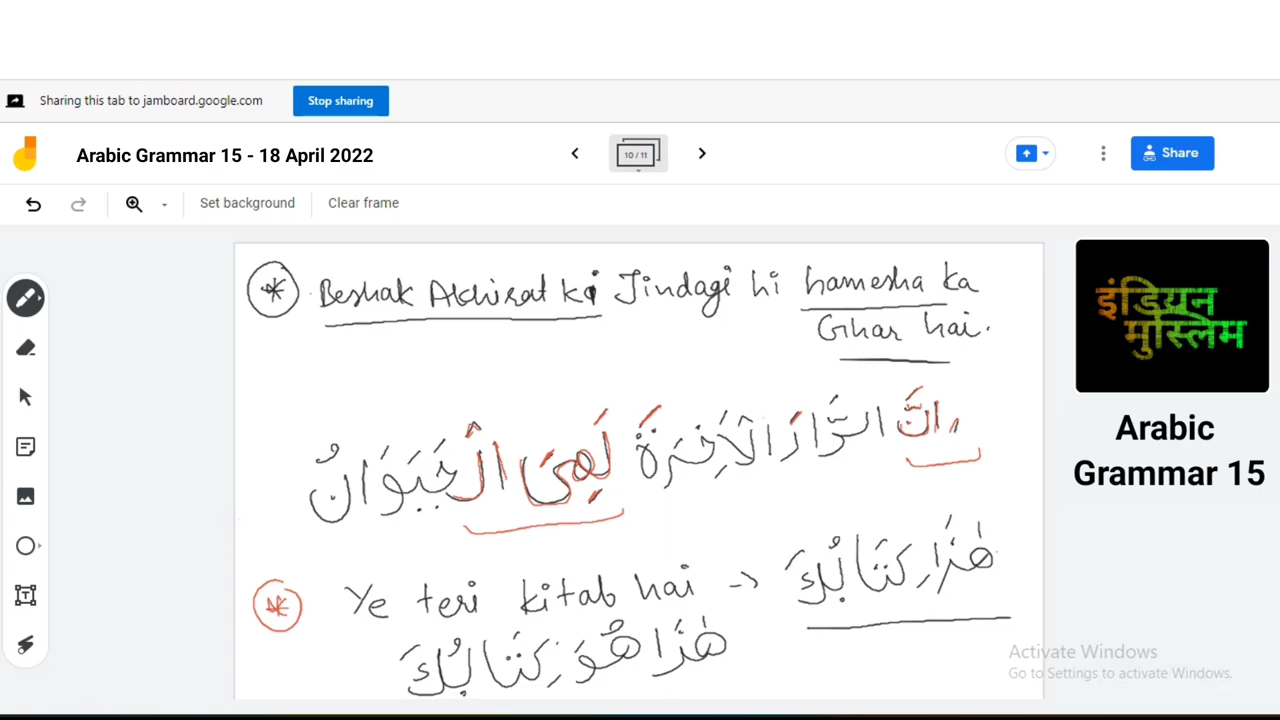 Sharing this tab to jamboard.google.com
Stop sharing
Arabic Grammar 15 - 18 April 2022
10 / 11
Share
Set background
Clear frame
Beshak Akhirat ki Jindagi hi hamesha ka
Ghar hai.
اِنَّ الدَّارَ الْاٰخِرَةَ لَهِىَ الْحَيَوَانُ
Ye teri kitab hai → هٰذَا كِتَابُكَ
هٰذَا هُوَ كِتَابُكَ
इंडियन
मुस्लिम
Arabic
Grammar 15
Activate Windows
Go to Settings to activate Windows.